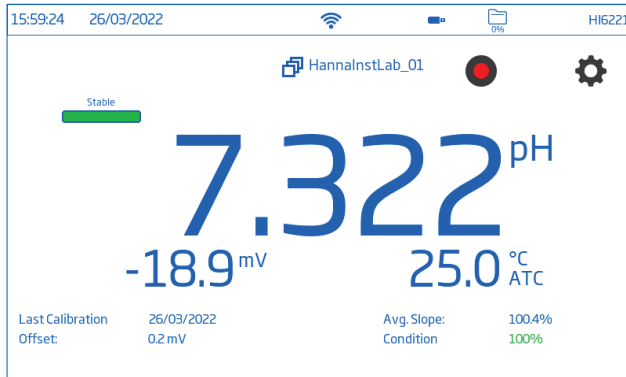 15:59:24 26/03/2022 0% HI6221
HannaInstLab_01
Stable
7.322 pH
-18.9 mV 25.0 °C ATC
Last Calibration 26/03/2022 Avg. Slope: 100.4%
Offset: 0.2 mV Condition 100%